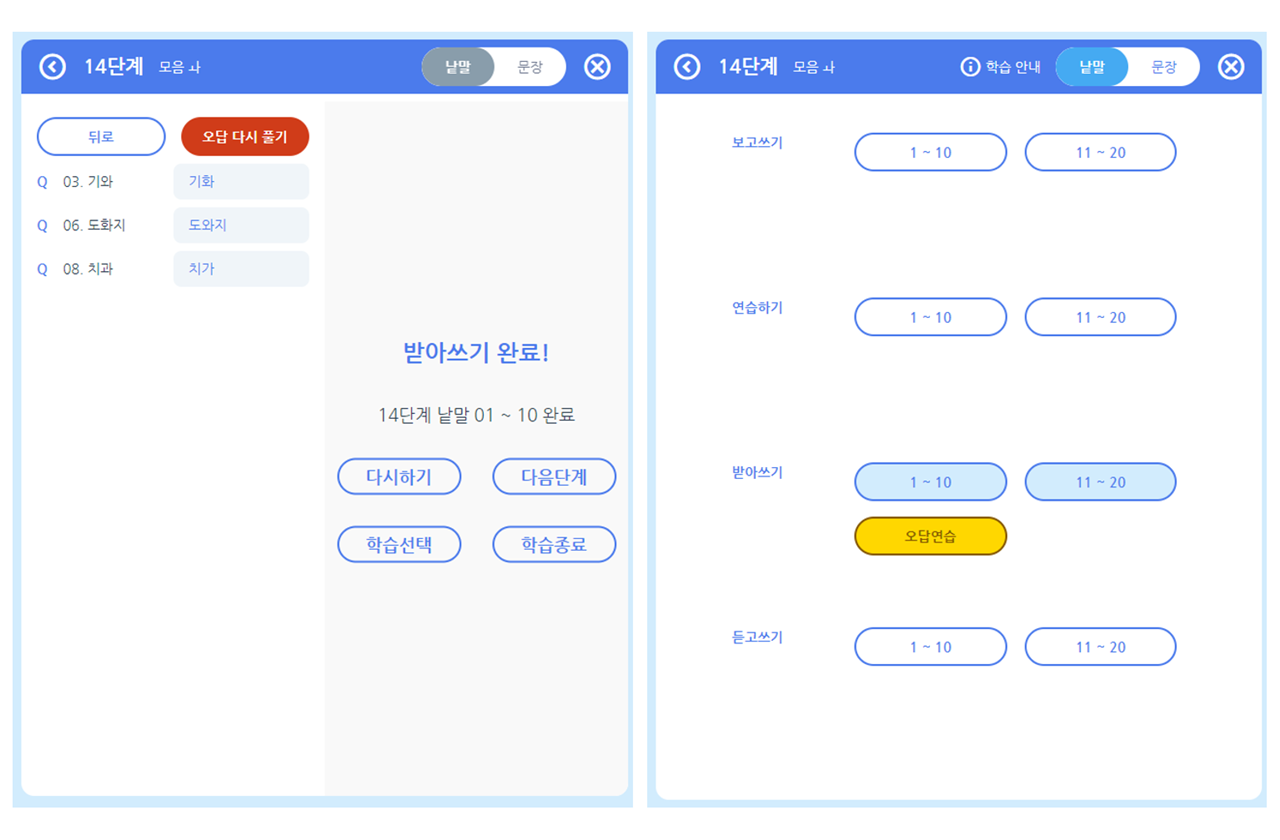 14단계 모음 ㅘ 낱말 문장
뒤로 오답 다시 풀기
Q 03. 기와 기화
Q 06. 도화지 도와지
Q 08. 치과 치가
받아쓰기 완료!
14단계 낱말 01 ~ 10 완료
다시하기 다음단계
학습선택 학습종료
14단계 모음 ㅘ 학습 안내 낱말 문장
보고쓰기 1 ~ 10 11 ~ 20
연습하기 1 ~ 10 11 ~ 20
받아쓰기 1 ~ 10 11 ~ 20
오답연습
듣고쓰기 1 ~ 10 11 ~ 20